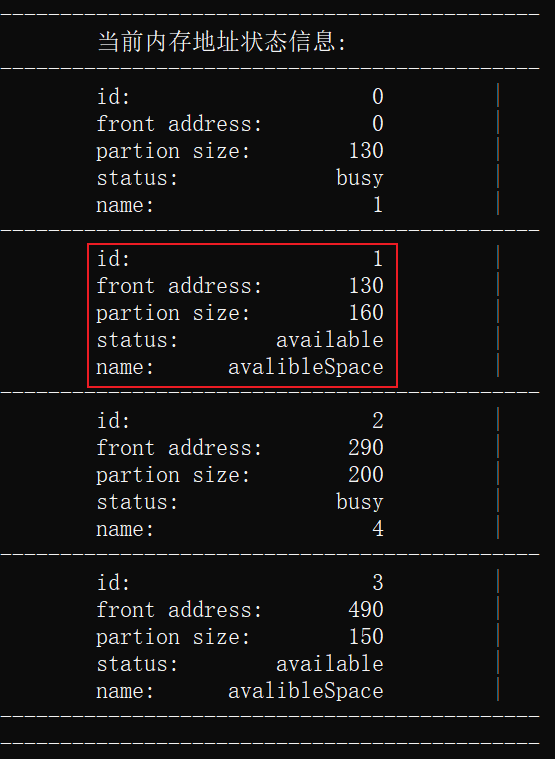 当前内存地址状态信息:
id: 0
front address: 0
partion size: 130
status: busy
name: 1
id: 1
front address: 130
partion size: 160
status: available
name: avalibleSpace
id: 2
front address: 290
partion size: 200
status: busy
name: 4
id: 3
front address: 490
partion size: 150
status: available
name: avalibleSpace